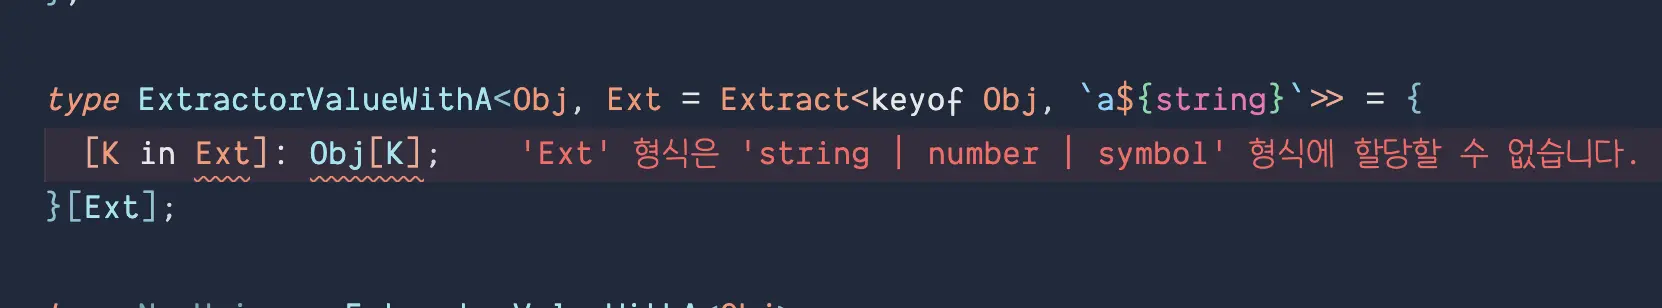 };
type ExtractorValueWithA<Obj, Ext = Extract<keyof Obj, `a${string}`>> = {
[K in Ext]: Obj[K]; 'Ext' 형식은 'string | number | symbol' 형식에 할당할 수 없습니다.
}[Ext];